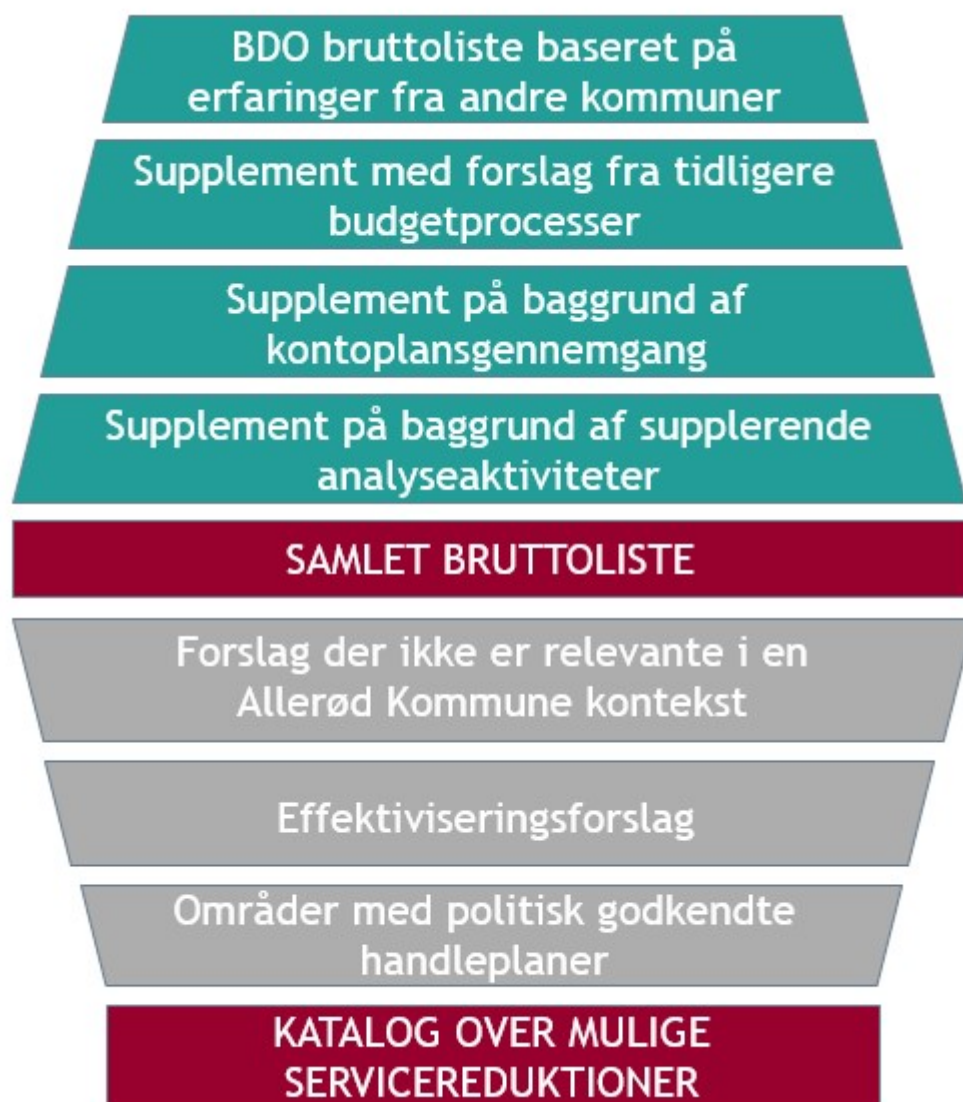 BDO bruttoliste baseret på
erfaringer fra andre kommuner
Supplement med forslag fra tidligere
budgetprocesser
Supplement på baggrund af
kontoplansgennemgang
Supplement på baggrund af supplerende
analyseaktiviteter
SAMLET BRUTTOLISTE
Forslag der ikke er relevante i en
Allerød Kommune kontekst
Effektiviseringsforslag
Områder med politisk godkendte
handleplaner
KATALOG OVER MULIGE
SERVICEREDUKTIONER